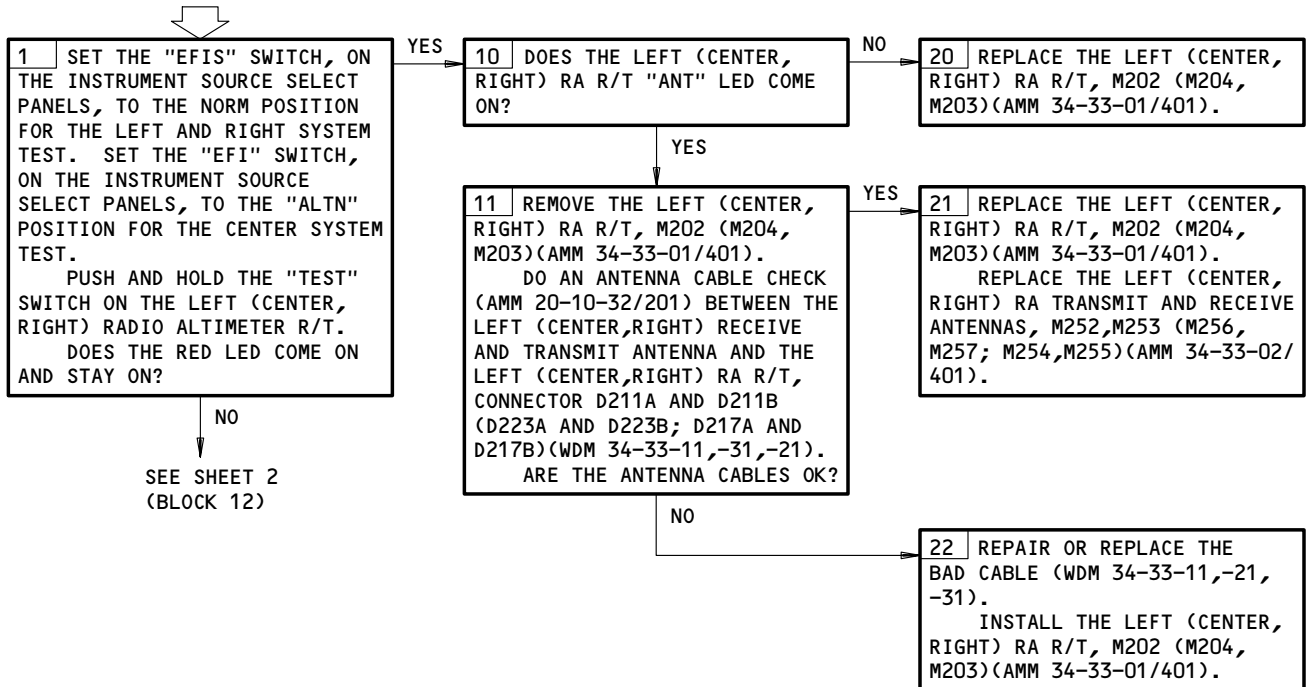 1 SET THE "EFIS" SWITCH, ON
THE INSTRUMENT SOURCE SELECT
PANELS, TO THE NORM POSITION
FOR THE LEFT AND RIGHT SYSTEM
TEST. SET THE "EFI" SWITCH,
ON THE INSTRUMENT SOURCE
SELECT PANELS, TO THE "ALTN"
POSITION FOR THE CENTER SYSTEM
TEST.
PUSH AND HOLD THE "TEST"
SWITCH ON THE LEFT (CENTER,
RIGHT) RADIO ALTIMETER R/T.
DOES THE RED LED COME ON
AND STAY ON?
NO
SEE SHEET 2
(BLOCK 12)
YES
10 DOES THE LEFT (CENTER,
RIGHT) RA R/T "ANT" LED COME
ON?
YES
11 REMOVE THE LEFT (CENTER,
RIGHT) RA R/T, M202 (M204,
M203)(AMM 34-33-01/401).
DO AN ANTENNA CABLE CHECK
(AMM 20-10-32/201) BETWEEN THE
LEFT (CENTER,RIGHT) RECEIVE
AND TRANSMIT ANTENNA AND THE
LEFT (CENTER,RIGHT) RA R/T,
CONNECTOR D211A AND D211B
(D223A AND D223B; D217A AND
D217B)(WDM 34-33-11,-31,-21).
ARE THE ANTENNA CABLES OK?
NO
NO
20 REPLACE THE LEFT (CENTER,
RIGHT) RA R/T, M202 (M204,
M203)(AMM 34-33-01/401).
YES
21 REPLACE THE LEFT (CENTER,
RIGHT) RA R/T, M202 (M204,
M203)(AMM 34-33-01/401).
REPLACE THE LEFT (CENTER,
RIGHT) RA TRANSMIT AND RECEIVE
ANTENNAS, M252,M253 (M256,
M257; M254,M255)(AMM 34-33-02/
401).
22 REPAIR OR REPLACE THE
BAD CABLE (WDM 34-33-11,-21,
-31).
INSTALL THE LEFT (CENTER,
RIGHT) RA R/T, M202 (M204,
M203)(AMM 34-33-01/401).